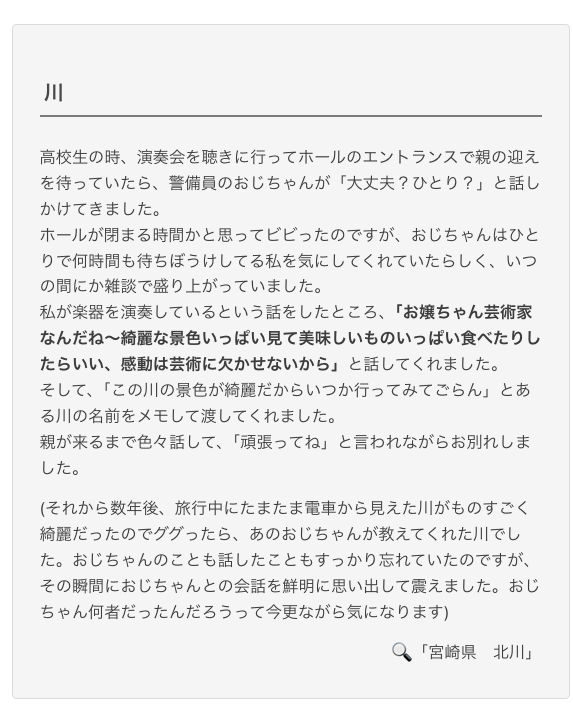 川
高校生の時、演奏会を聴きに行ってホールのエントランスで親の迎え
を待っていたら、警備員のおじちゃんが「大丈夫？ひとり？」と話し
かけてきました。
ホールが閉まる時間かと思ってビビったのですが、おじちゃんはひと
りで何時間も待ちぼうけしてる私を気にしてくれていたらしく、いつ
の間にか雑談で盛り上がっていました。
私が楽器を演奏しているという話をしたところ、「お嬢ちゃん芸術家
なんだね〜綺麗な景色いっぱい見て美味しいものいっぱい食べたりし
たらいい、感動は芸術に欠かせないから」と話してくれました。
そして、「この川の景色が綺麗だからいつか行ってみてごらん」とあ
る川の名前をメモして渡してくれました。
親が来るまで色々話して、「頑張ってね」と言われながらお別れしま
した。
(それから数年後、旅行中にたまたま電車から見えた川がものすごく
綺麗だったのでググったら、あのおじちゃんが教えてくれた川でし
た。おじちゃんのことも話したこともすっかり忘れていたのですが、
その瞬間におじちゃんとの会話を鮮明に思い出して震えました。おじ
ちゃん何者だったんだろうって今更ながら気になります)
🔍「宮崎県　北川」